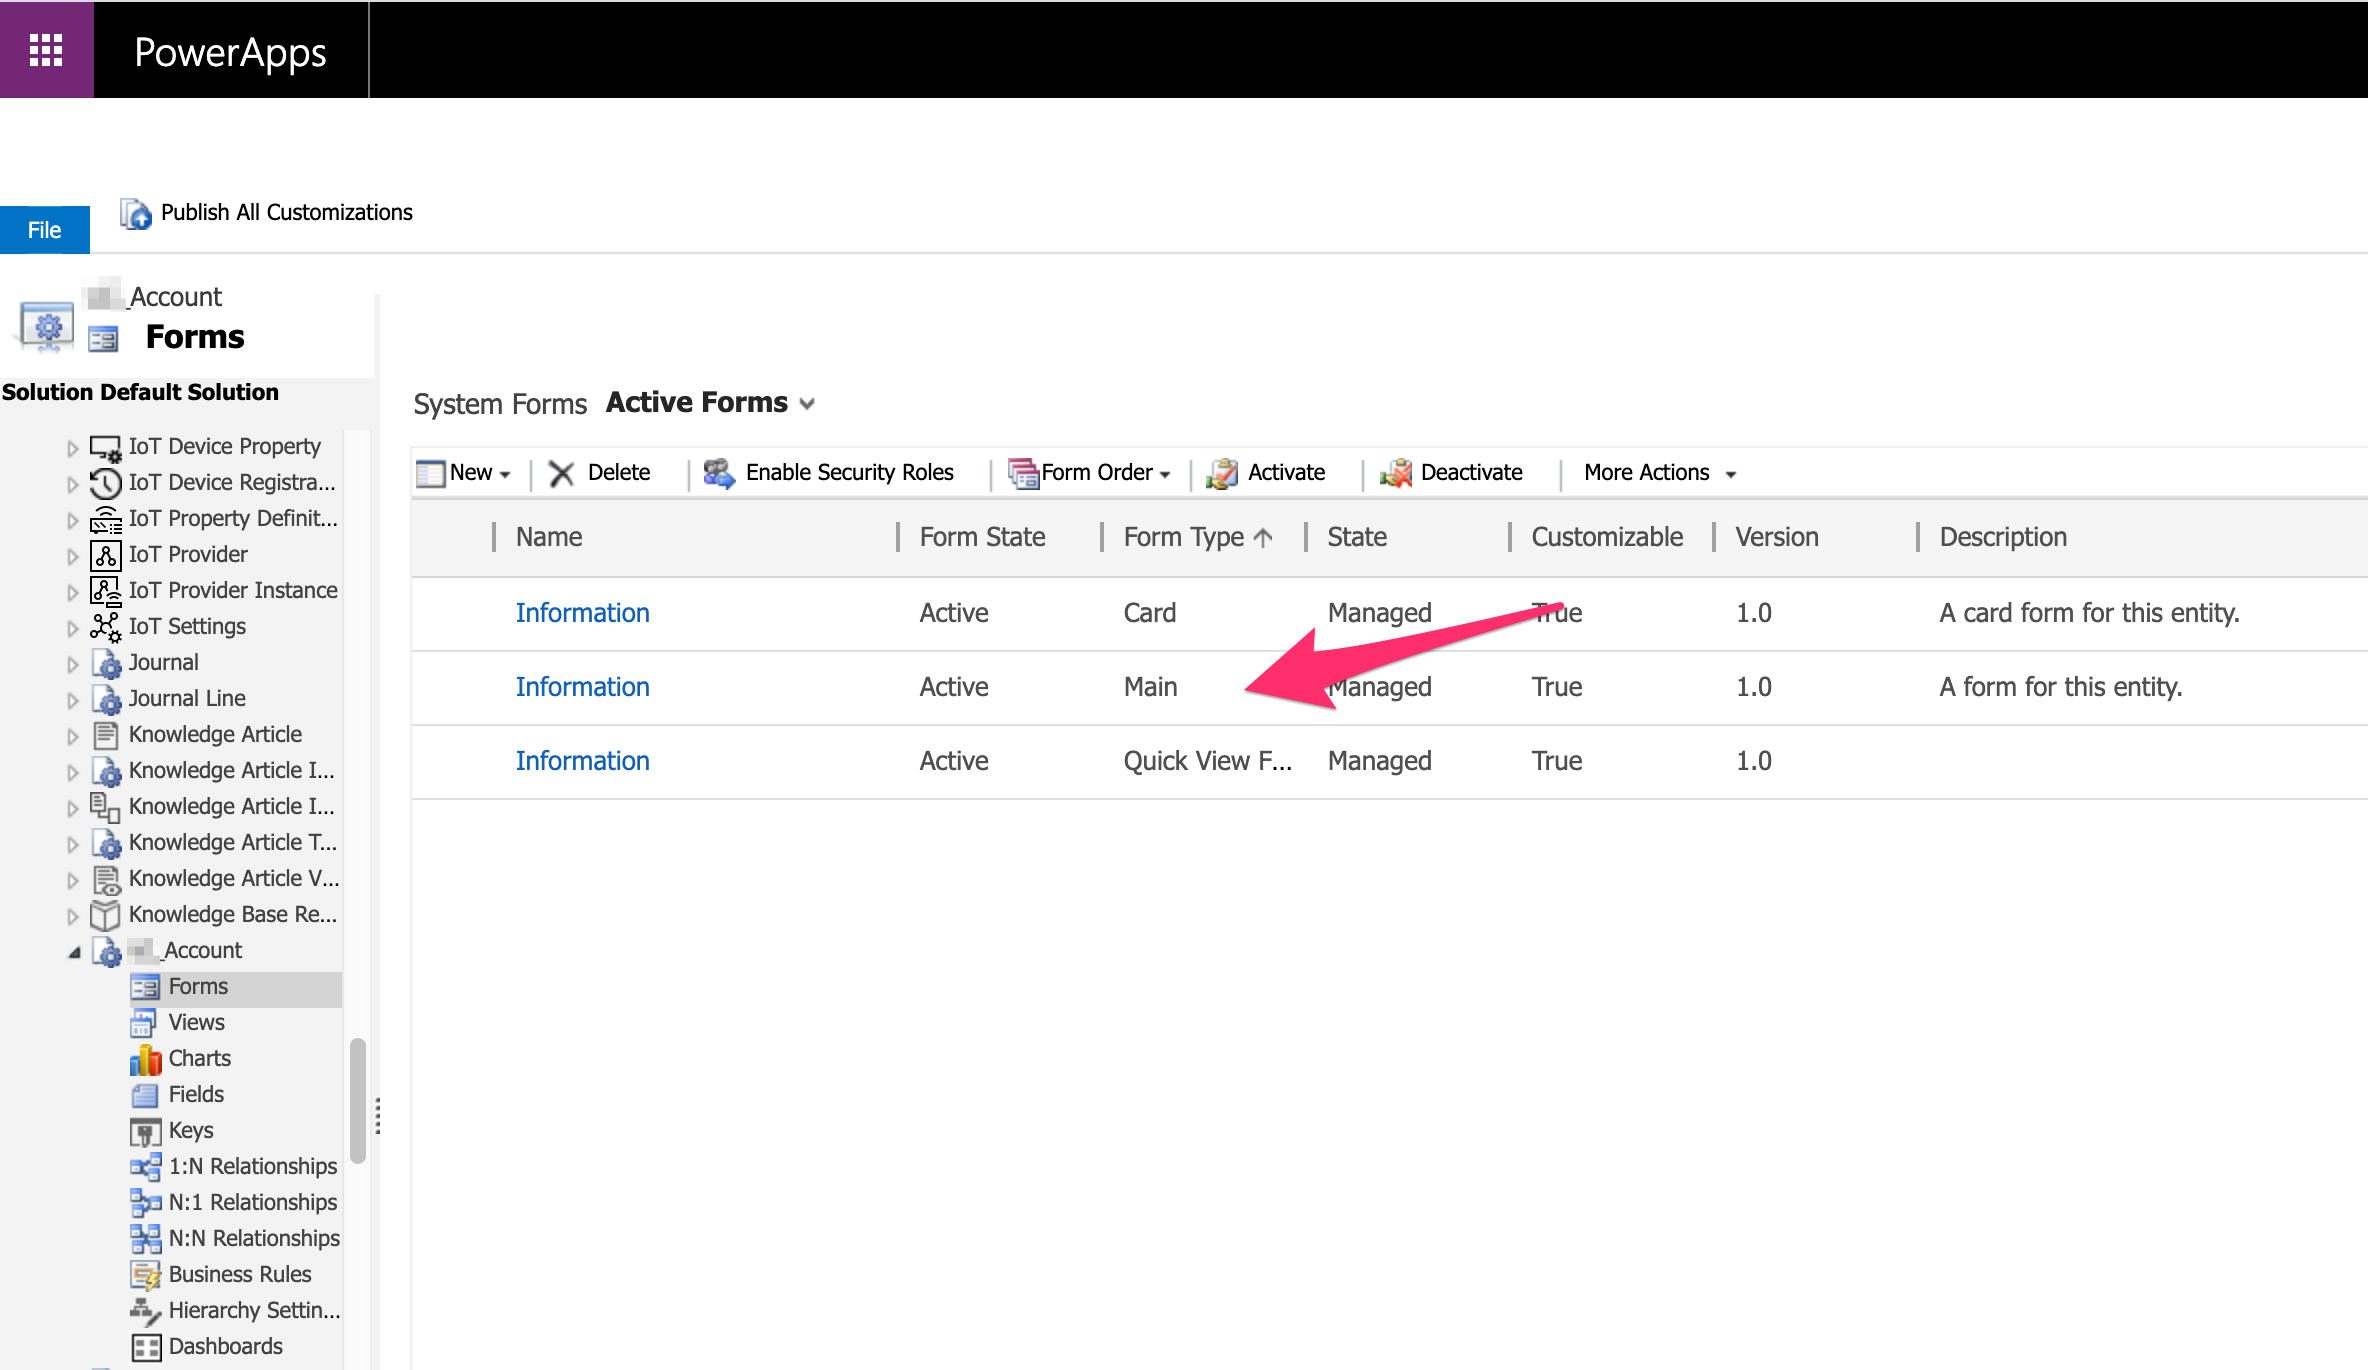 PowerApps
File
Publish All Customizations
_Account
Forms
Solution Default Solution
IoT Device Property
IoT Device Registra...
IoT Property Definit...
IoT Provider
IoT Provider Instance
IoT Settings
Journal
Journal Line
Knowledge Article
Knowledge Article I...
Knowledge Article I...
Knowledge Article T...
Knowledge Article V...
Knowledge Base Re...
_Account
Forms
Views
Charts
Fields
Keys
1:N Relationships
N:1 Relationships
N:N Relationships
Business Rules
Hierarchy Settin...
Dashboards
System Forms Active Forms
New Delete Enable Security Roles Form Order Activate Deactivate More Actions
Name Form State Form Type State Customizable Version Description
Information Active Card Managed True 1.0 A card form for this entity.
Information Active Main Managed True 1.0 A form for this entity.
Information Active Quick View F... Managed True 1.0